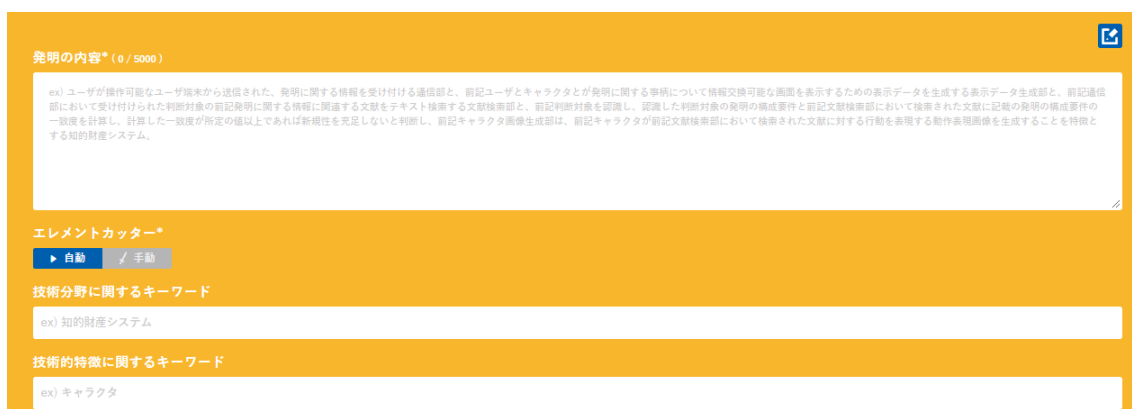 発明の内容* ( 0 / 5000 )
ex) ユーザが操作可能なユーザ端末から送信された、発明に関する情報を受け付ける通信部と、前記ユーザとキャラクタとが発明に関する事柄について情報交換可能な画面を表示するための表示データを生成する表示データ生成部と、前記通信
部において受け付けられた判断対象の前記発明に関する情報に関連する文献をテキスト検索する文献検索部と、前記判断対象を認識し、認識した判断対象の発明の構成要件と前記文献検索部において検索された文献に記載の発明の構成要件の
一致度を計算し、計算した一致度が所定の値以上であれば新規性を充足しないと判断し、前記キャラクタ画像生成部は、前記キャラクタが前記文献検索部において検索された文献に対する行動を表現する動作表現画像を生成することを特徴と
する知的財産システム。
エレメントカッター*
自動 手動
技術分野に関するキーワード
ex) 知的財産システム
技術的特徴に関するキーワード
ex) キャラクタ